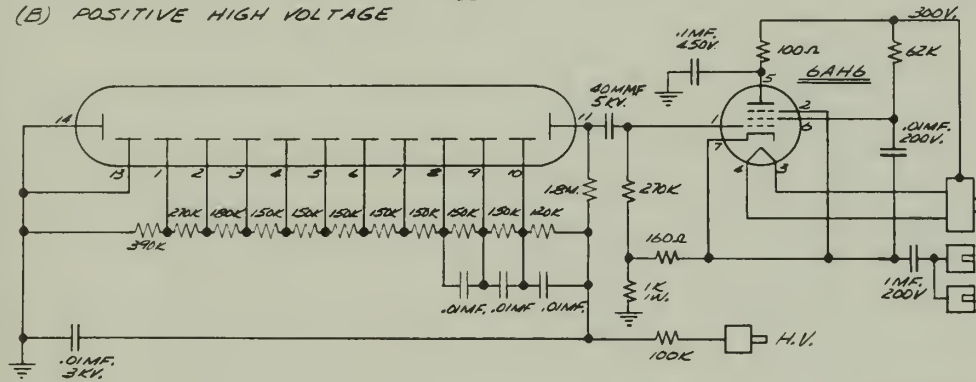 (B) POSITIVE HIGH VOLTAGE
300V.
.1MF.
450V.
100Ω
62K
5
6AH6
40MMF
5KV.
14
11
1
2
6
7
4
3
.01MF.
200V.
13
1
2
3
4
5
6
7
8
9
10
1.8M.
270K
390K
270K
180K
150K
150K
150K
150K
150K
150K
150K
120K
160Ω
.01MF.
.01MF
.01MF.
1K
1W.
1MF.
200V
.01MF.
3KV.
100K
H.V.